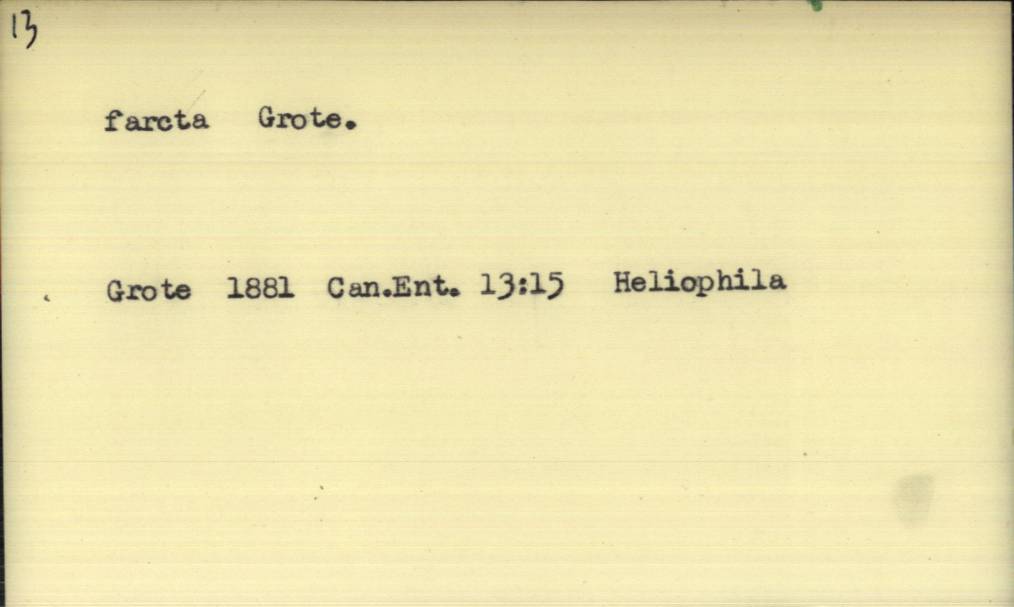 13
farcta Grote.
Grote 1881 Can.Ent. 13:15 Heliophila